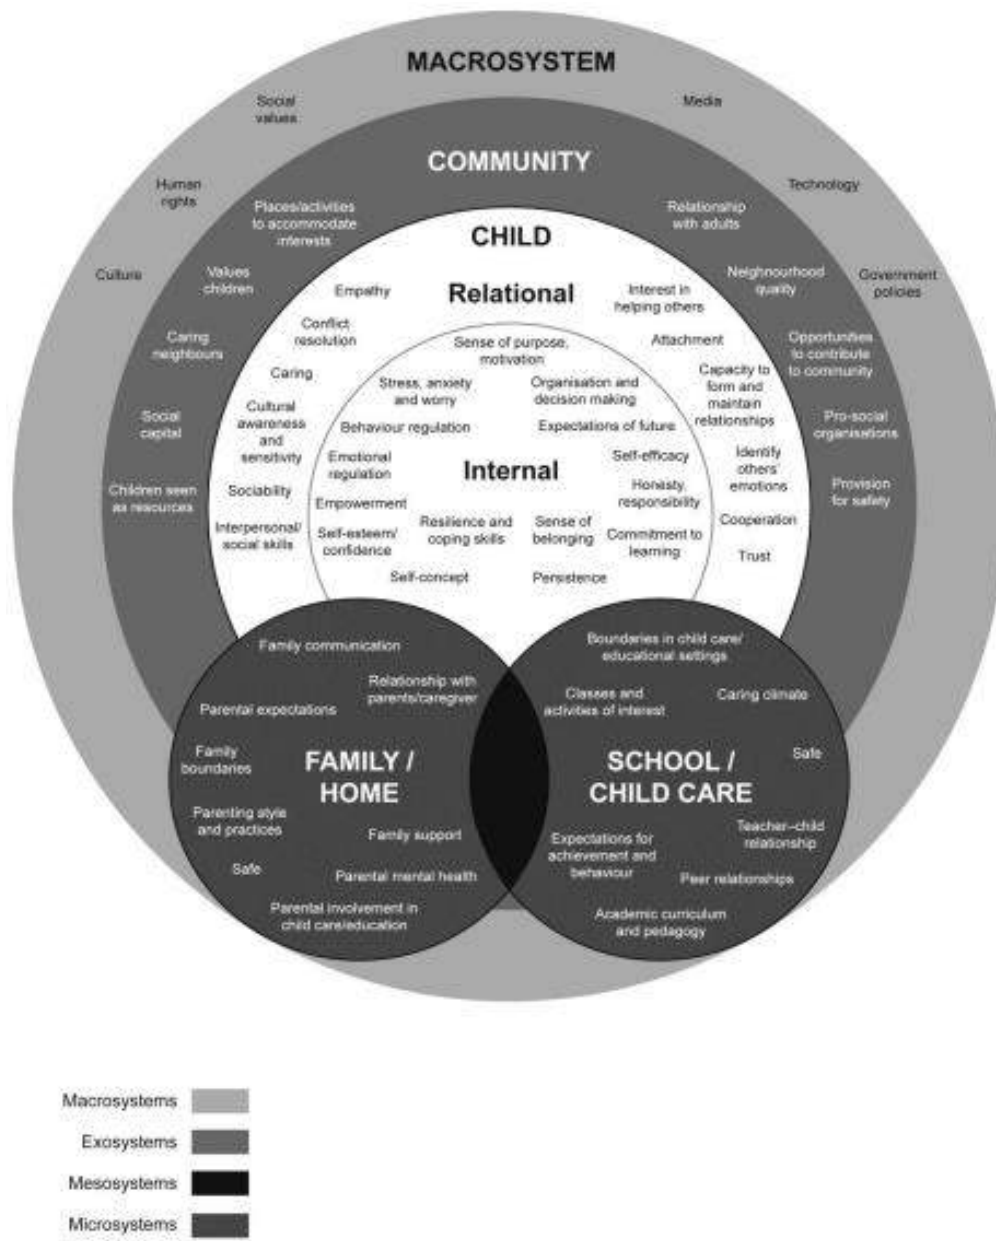 MACROSYSTEM
Social
values
Media
Human
rights
Technology
Culture
Government
policies
COMMUNITY
Places/activities
to accommodate
interests
Relationship
with adults
Values
children
Neighnourhood
quality
Caring
neighbours
Opportunities
to contribute
to community
Social
capital
Pro-social
organisations
Children seen
as resources
Provision
for safety
CHILD
Relational
Empathy
Interest in
helping others
Conflict
resolution
Attachment
Caring
Capacity to
form and
maintain
relationships
Cultural
awareness
and
sensitivity
Identify
others'
emotions
Sociability
Cooperation
Interpersonal/
social skills
Trust
Sense of purpose,
motivation
Stress, anxiety
and worry
Organisation and
decision making
Behaviour regulation
Expectations of future
Emotional
regulation
Internal
Self-efficacy
Empowerment
Honesty,
responsibility
Self-esteem/
confidence
Resilience and
coping skills
Sense of
belonging
Commitment to
learning
Self-concept
Persistence
Family communication
Relationship with
parents/caregiver
Parental expectations
Family
boundaries
FAMILY /
HOME
Parenting style
and practices
Family support
Safe
Parental mental health
Parental involvement in
child care/education
Boundaries in child care/
educational settings
Classes and
activities of interest
Caring climate
Safe
SCHOOL /
CHILD CARE
Teacher–child
relationship
Expectations for
achievement and
behaviour
Peer relationships
Academic curriculum
and pedagogy
Macrosystems
Exosystems
Mesosystems
Microsystems